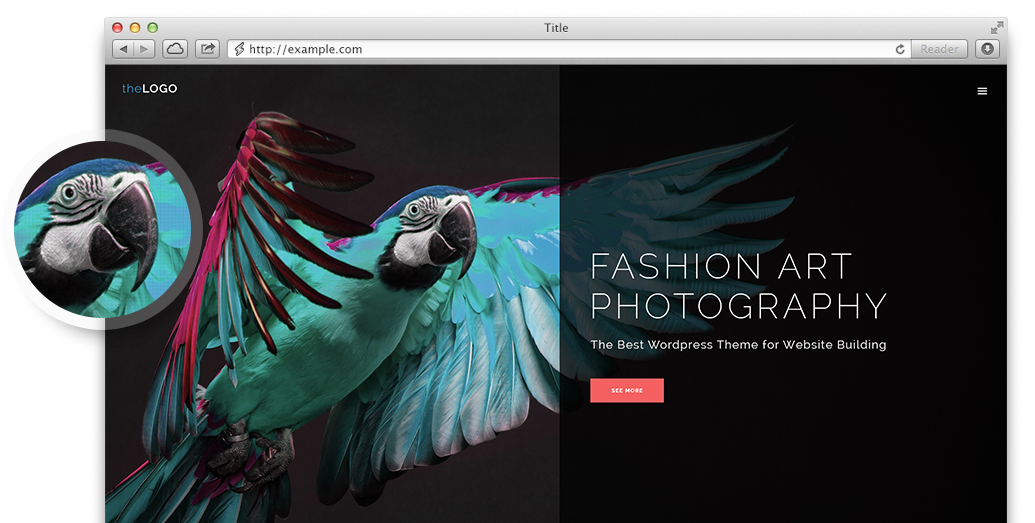 Title
http://example.com
Reader
theLOGO
FASHION ART
PHOTOGRAPHY
The Best Wordpress Theme for Website Building
SEE MORE